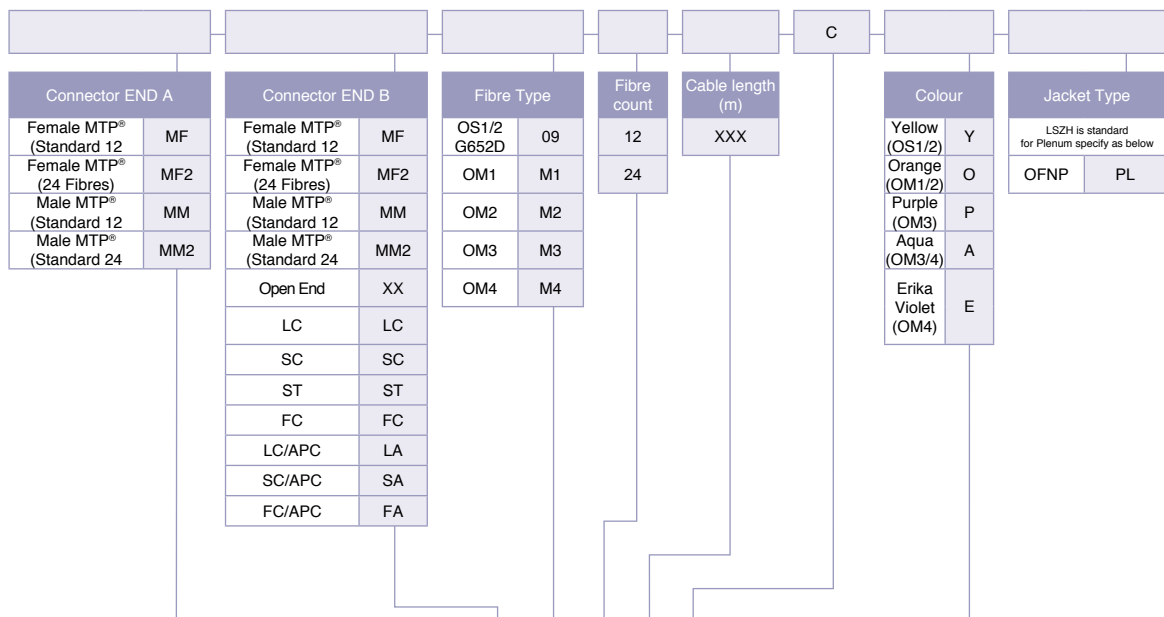 C
Connector END A
Female MTP®
(Standard 12
MF
Female MTP®
(24 Fibres)
MF2
Male MTP®
(Standard 12
MM
Male MTP®
(Standard 24
MM2
Connector END B
Female MTP®
(Standard 12
MF
Female MTP®
(24 Fibres)
MF2
Male MTP®
(Standard 12
MM
Male MTP®
(Standard 24
MM2
Open End
XX
LC
LC
SC
SC
ST
ST
FC
FC
LC/APC
LA
SC/APC
SA
FC/APC
FA
Fibre Type
OS1/2
G652D
09
OM1
M1
OM2
M2
OM3
M3
OM4
M4
Fibre
count
12
24
Cable length
(m)
XXX
Colour
Yellow
(OS1/2)
Y
Orange
(OM1/2)
O
Purple
(OM3)
P
Aqua
(OM3/4)
A
Erika
Violet
(OM4)
E
Jacket Type
LSZH is standard
for Plenum specify as below
OFNP
PL